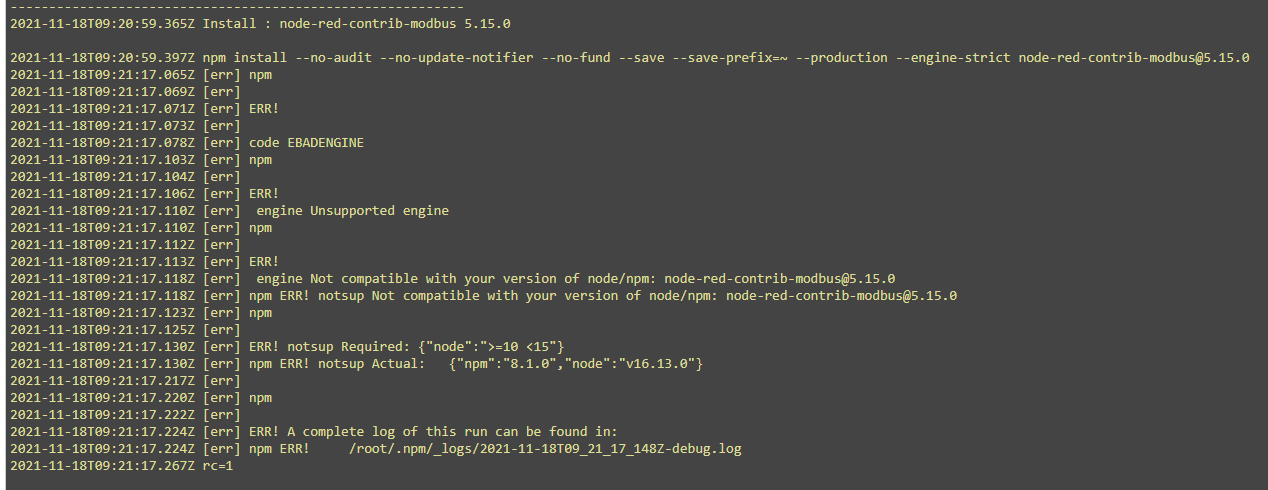 -----------------------------------------------------------
2021-11-18T09:20:59.365Z Install : node-red-contrib-modbus 5.15.0
2021-11-18T09:20:59.397Z npm install --no-audit --no-update-notifier --no-fund --save --save-prefix=~ --production --engine-strict node-red-contrib-modbus@5.15.0
2021-11-18T09:21:17.065Z [err] npm
2021-11-18T09:21:17.069Z [err]
2021-11-18T09:21:17.071Z [err] ERR!
2021-11-18T09:21:17.073Z [err]
2021-11-18T09:21:17.078Z [err] code EBADENGINE
2021-11-18T09:21:17.103Z [err] npm
2021-11-18T09:21:17.104Z [err]
2021-11-18T09:21:17.106Z [err] ERR!
2021-11-18T09:21:17.110Z [err]  engine Unsupported engine
2021-11-18T09:21:17.110Z [err] npm
2021-11-18T09:21:17.112Z [err]
2021-11-18T09:21:17.113Z [err] ERR!
2021-11-18T09:21:17.118Z [err]  engine Not compatible with your version of node/npm: node-red-contrib-modbus@5.15.0
2021-11-18T09:21:17.118Z [err] npm ERR! notsup Not compatible with your version of node/npm: node-red-contrib-modbus@5.15.0
2021-11-18T09:21:17.123Z [err] npm
2021-11-18T09:21:17.125Z [err]
2021-11-18T09:21:17.130Z [err] ERR! notsup Required: {"node":">=10 <15"}
2021-11-18T09:21:17.130Z [err] npm ERR! notsup Actual:   {"npm":"8.1.0","node":"v16.13.0"}
2021-11-18T09:21:17.217Z [err]
2021-11-18T09:21:17.220Z [err] npm
2021-11-18T09:21:17.222Z [err]
2021-11-18T09:21:17.224Z [err] ERR! A complete log of this run can be found in:
2021-11-18T09:21:17.224Z [err] npm ERR!     /root/.npm/_logs/2021-11-18T09_21_17_148Z-debug.log
2021-11-18T09:21:17.267Z rc=1